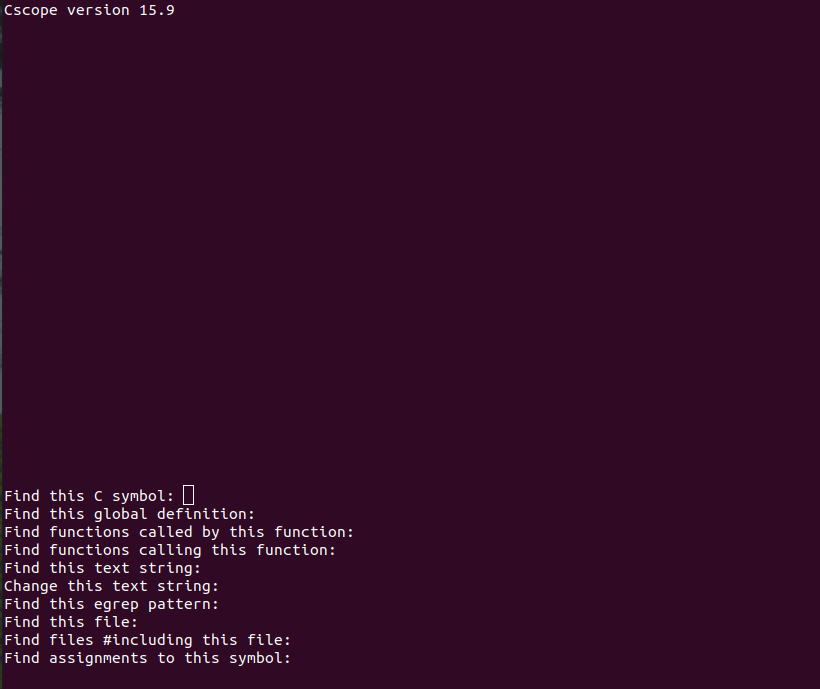 Cscope version 15.9
Find this C symbol:
Find this global definition:
Find functions called by this function:
Find functions calling this function:
Find this text string:
Change this text string:
Find this egrep pattern:
Find this file:
Find files #including this file:
Find assignments to this symbol: